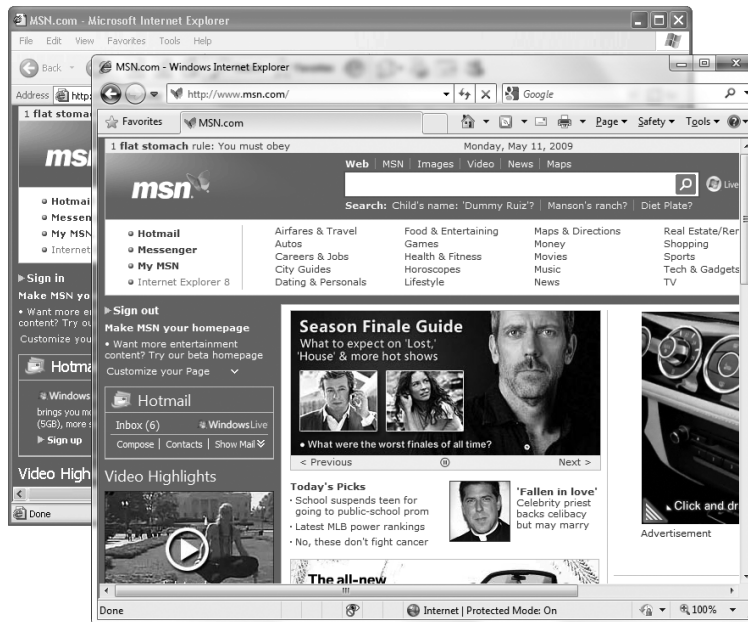 MSN.com - Microsoft Internet Explorer
File Edit View Favorites Tools Help
Back
Address http:
1 flat stoma
msn
Hotmai
Messen
My MSN
Internet
Sign in
Make MSN yo
Want more en
content? Try ou
Customize your
Hotma
Windows
brings you m
(5GB), more s
Sign up
Video High
Done
MSN.com - Windows Internet Explorer
http://www.msn.com/
Google
Favorites MSN.com
Page Safety Tools
1 flat stomach rule: You must obey Monday, May 11, 2009
Web | MSN | Images | Video | News | Maps
msn
Live
Search: Child's name: 'Dummy Ruiz'? | Manson's ranch? | Diet Plate?
• Hotmail Airfares & Travel Food & Entertaining Maps & Directions Real Estate/Ren
• Messenger Autos Games Money Shopping
• My MSN Careers & Jobs Health & Fitness Movies Sports
• Internet Explorer 8 City Guides Horoscopes Music Tech & Gadgets
Dating & Personals Lifestyle News TV
Sign out
Make MSN your homepage
• Want more entertainment
content? Try our beta homepage
Customize your Page
Hotmail
Inbox (6) WindowsLive
Compose | Contacts | Show Mail
Video Highlights
Season Finale Guide
What to expect on 'Lost,'
'House' & more hot shows
• What were the worst finales of all time?
< Previous Next >
Today's Picks
· School suspends teen for
going to public-school prom
· Latest MLB power rankings
· No, these don't fight cancer
'Fallen in love'
Celebrity priest
backs celibacy
but may marry
The all-new
Click and dr
Advertisement
Done Internet | Protected Mode: On 100%